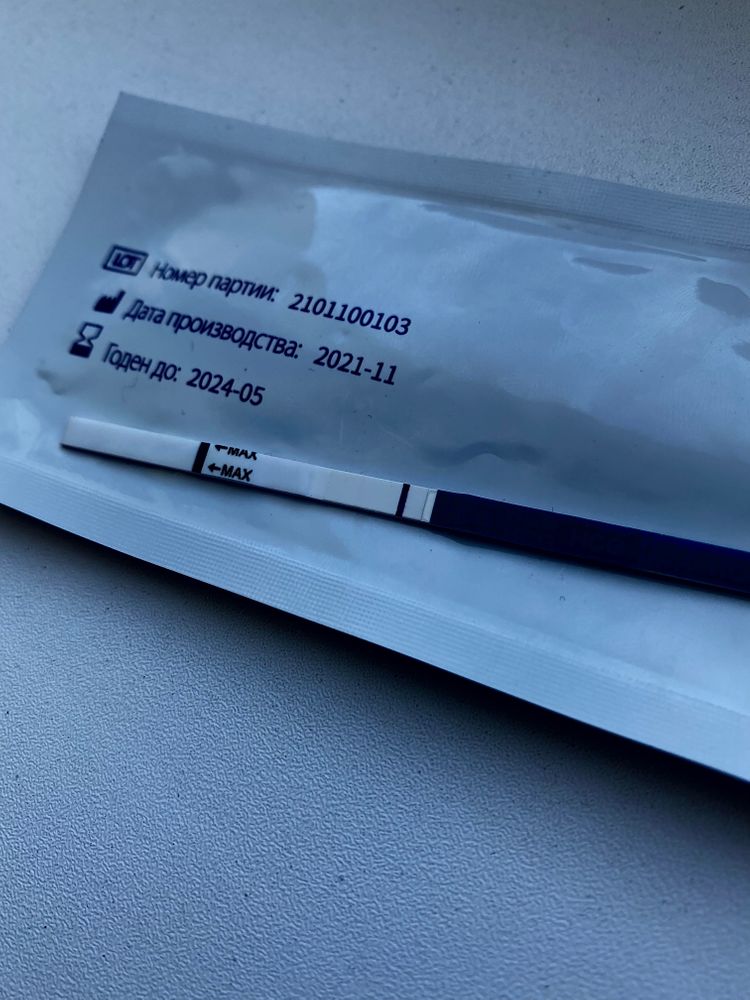 LOT Номер партии: 2101100103
Дата производства: 2021-11
Годен до: 2024-05
←MAX
←MAX